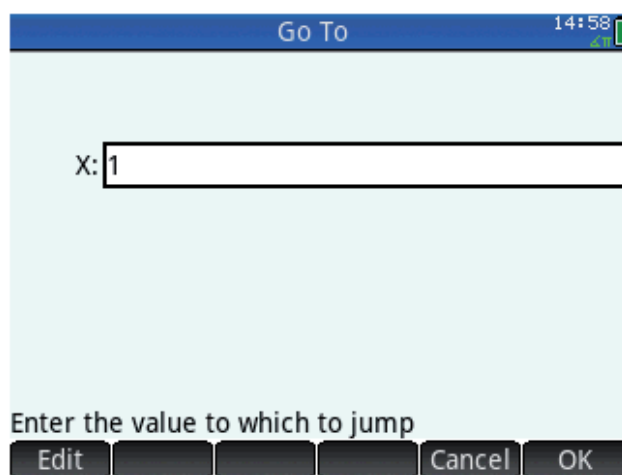 Go To
14:58
∡π
X: 1
Enter the value to which to jump
Edit Cancel OK